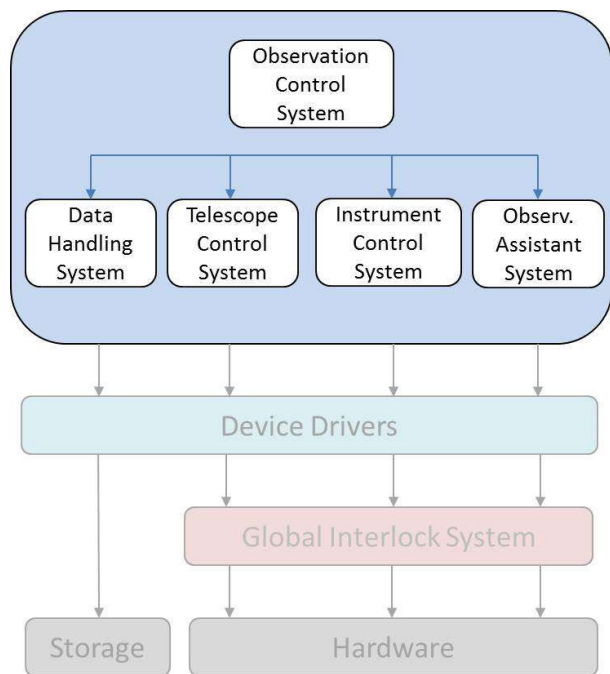 Observation
Control
System
Data
Handling
System
Telescope
Control
System
Instrument
Control
System
Observ.
Assistant
System
Device Drivers
Global Interlock System
Storage
Hardware